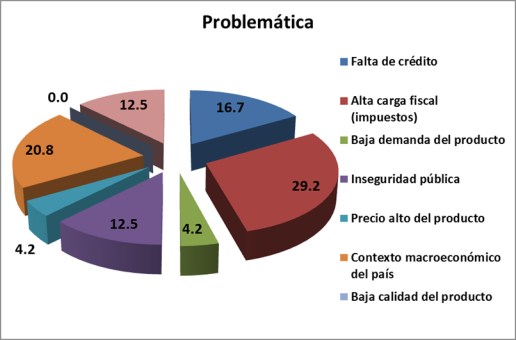 Problemática
16.7
29.2
4.2
12.5
4.2
20.8
0.0
12.5
Falta de crédito
Alta carga fiscal
(impuestos)
Baja demanda del producto
Inseguridad pública
Precio alto del producto
Contexto macroeconómico
del país
Baja calidad del producto